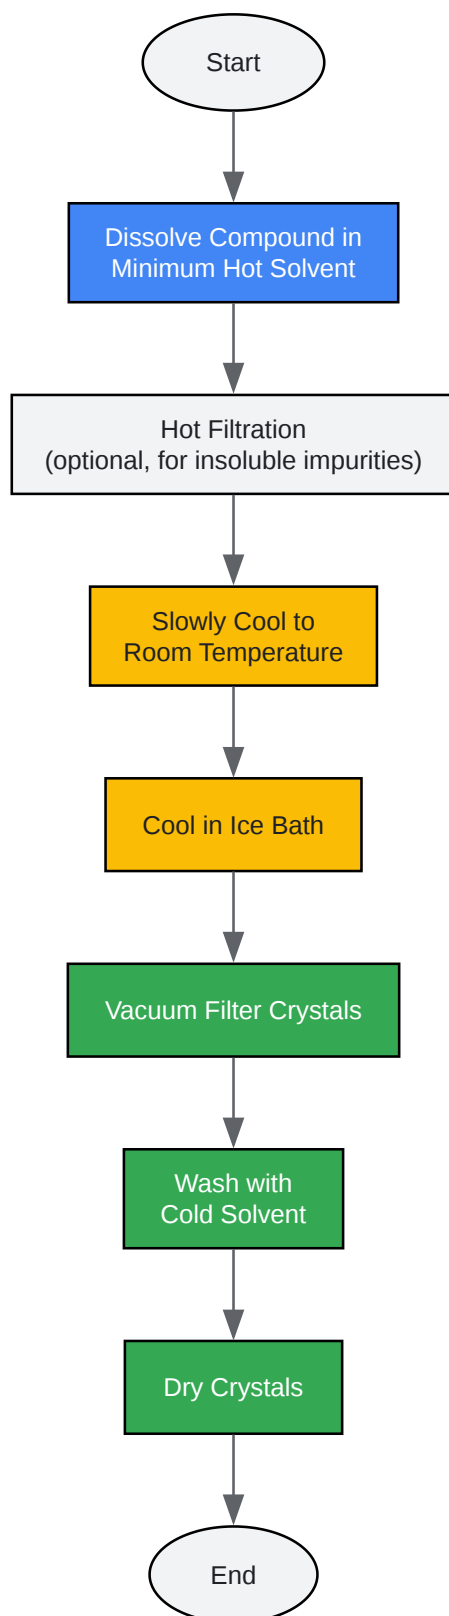 Start
Dissolve Compound in
Minimum Hot Solvent
Hot Filtration
(optional, for insoluble impurities)
Slowly Cool to
Room Temperature
Cool in Ice Bath
Vacuum Filter Crystals
Wash with
Cold Solvent
Dry Crystals
End